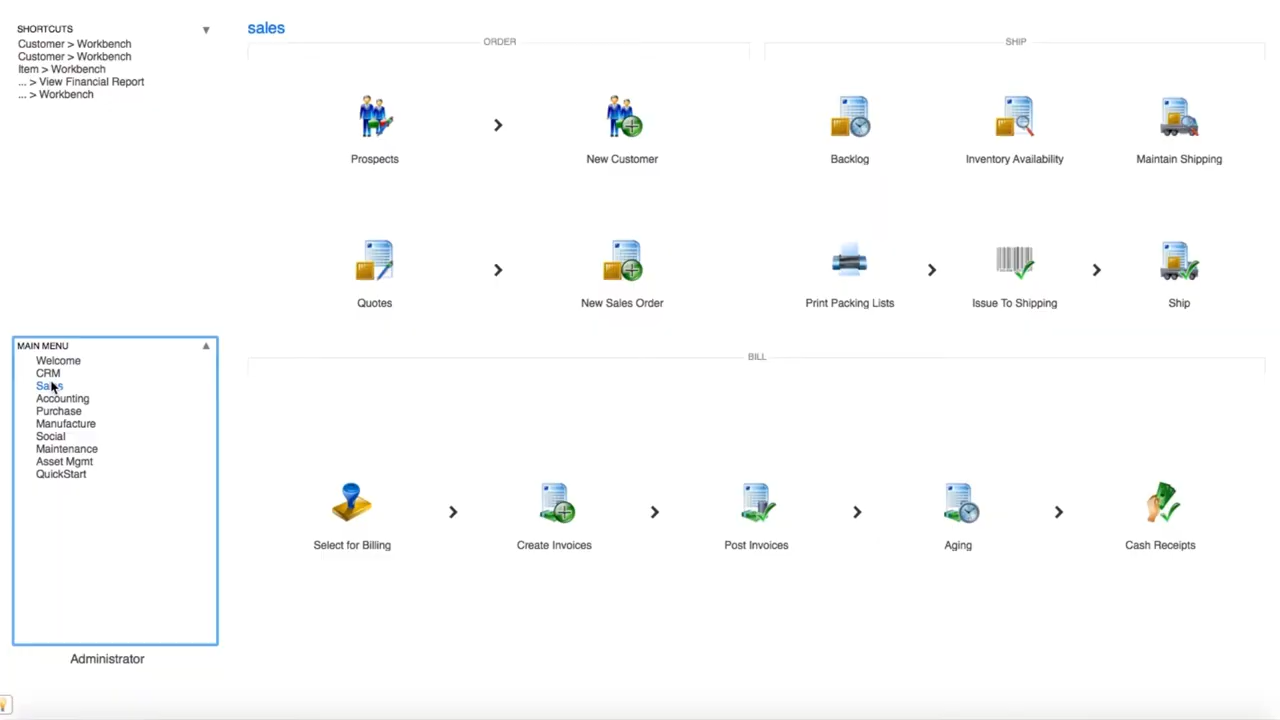 SHORTCUTS
Customer > Workbench
Customer > Workbench
Item > Workbench
... > View Financial Report
... > Workbench
MAIN MENU
Welcome
CRM
Sales
Accounting
Purchase
Manufacture
Social
Maintenance
Asset Mgmt
QuickStart
Administrator
sales
ORDER
Prospects
New Customer
Quotes
New Sales Order
SHIP
Backlog
Inventory Availability
Maintain Shipping
Print Packing Lists
Issue To Shipping
Ship
BILL
Select for Billing
Create Invoices
Post Invoices
Aging
Cash Receipts